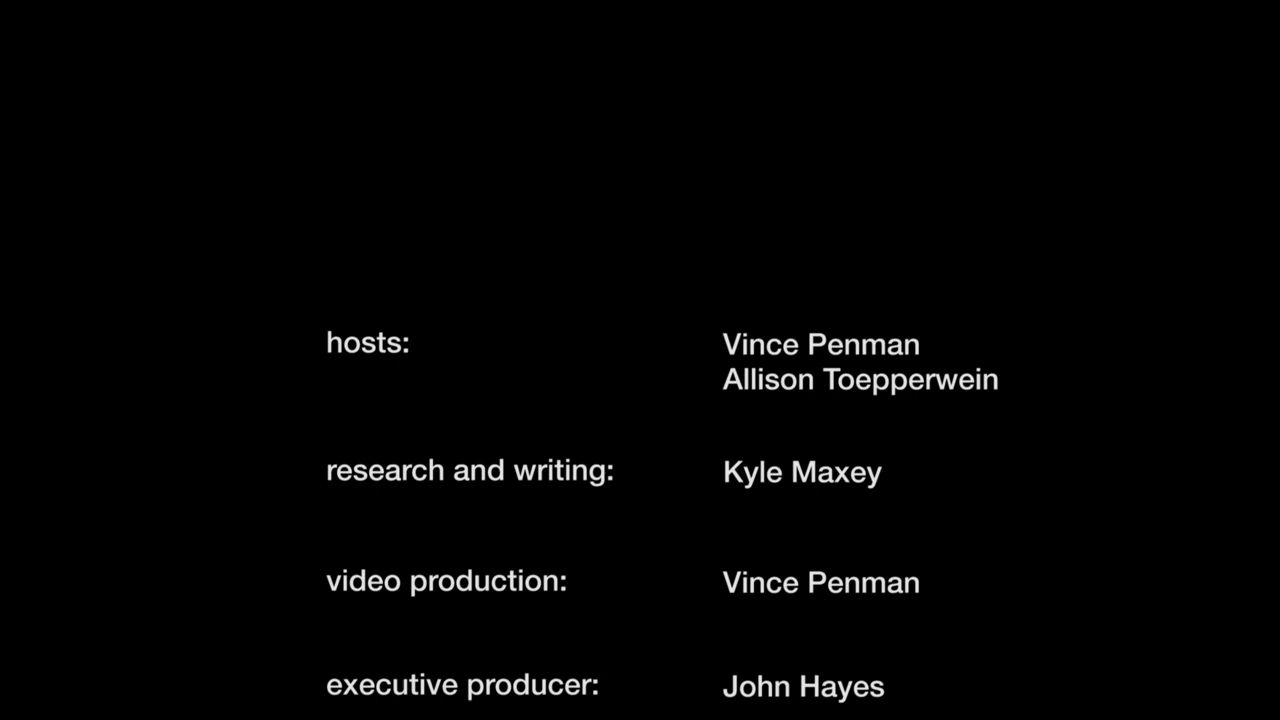 hosts: Vince Penman
Allison Toepperwein
research and writing: Kyle Maxey
video production: Vince Penman
executive producer: John Hayes